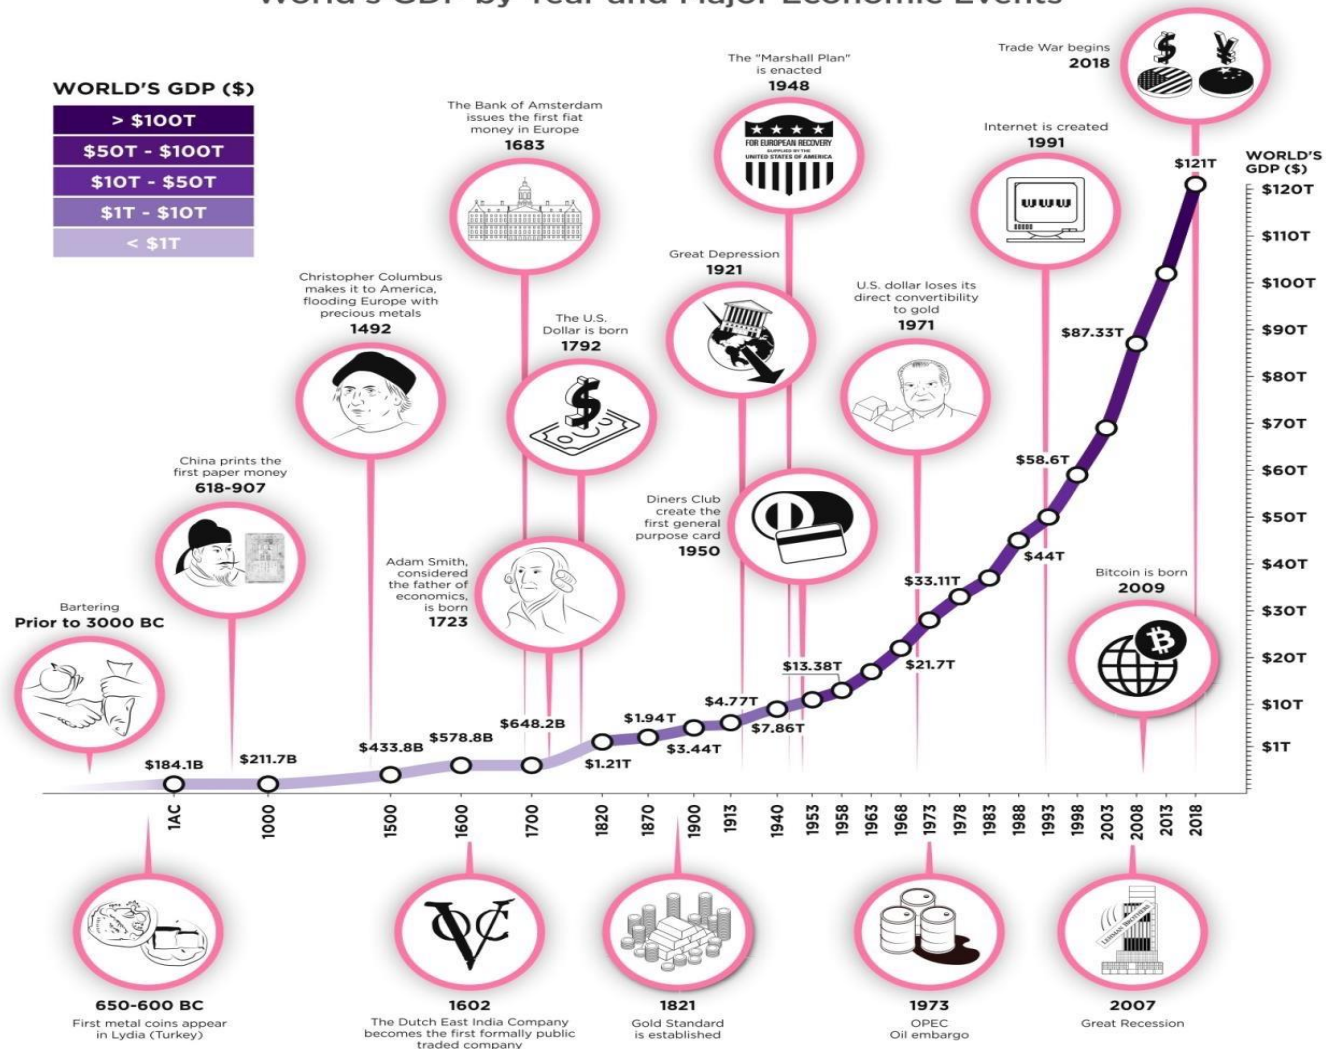 World's GDP by Year and Major Economic Events
WORLD'S GDP ($)
> $100T
$50T - $100T
$10T - $50T
$1T - $10T
< $1T
Bartering
Prior to 3000 BC
China prints the
first paper money
618-907
Christopher Columbus
makes it to America,
flooding Europe with
precious metals
1492
The Bank of Amsterdam
issues the first fiat
money in Europe
1683
The U.S.
Dollar is born
1792
$
Adam Smith,
considered
the father of
economics,
is born
1723
The "Marshall Plan"
is enacted
1948
FOR EUROPEAN RECOVERY
SUPPLIED BY THE
UNITED STATES OF AMERICA
Great Depression
1921
Diners Club
create the
first general
purpose card
1950
U.S. dollar loses its
direct convertibility
to gold
1971
Internet is created
1991
www
Trade War begins
2018
$ ¥
Bitcoin is born
2009
₿
$184.1B
$211.7B
$433.8B
$578.8B
$648.2B
$1.21T
$1.94T
$3.44T
$4.77T
$7.86T
$13.38T
$21.7T
$33.11T
$44T
$58.6T
$87.33T
$121T
WORLD'S
GDP ($)
$120T
$110T
$100T
$90T
$80T
$70T
$60T
$50T
$40T
$30T
$20T
$10T
$1T
1AC
1000
1500
1600
1700
1820
1870
1900
1913
1940
1953
1958
1963
1968
1973
1978
1983
1988
1993
1998
2003
2008
2013
2018
650-600 BC
First metal coins appear
in Lydia (Turkey)
VOC
1602
The Dutch East India Company
becomes the first formally public
traded company
1821
Gold Standard
is established
1973
OPEC
Oil embargo
LEHMAN BROTHERS
2007
Great Recession